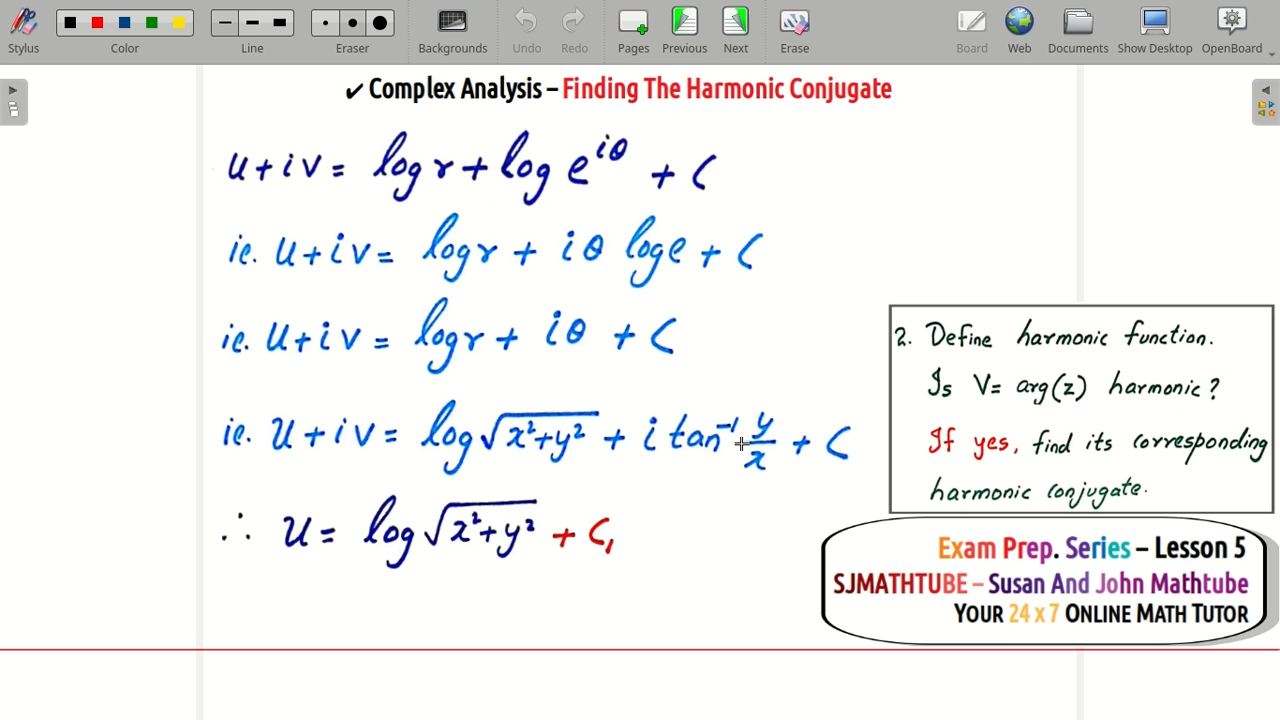 Stylus
Color
Line
Eraser
Backgrounds
Undo
Redo
Pages
Previous
Next
Erase
Board
Web
Documents
Show Desktop
OpenBoard
✔ Complex Analysis – Finding The Harmonic Conjugate
u + iv = log r + log e^{iθ} + C
ie. u + iv = log r + iθ log e + C
ie. u + iv = log r + iθ + C
ie. u + iv = log √(x²+y²) + i tan⁻¹ y/x + C
∴ u = log √(x²+y²) + C₁
2. Define harmonic function.
Is V = arg(z) harmonic?
If yes, find its corresponding
harmonic conjugate.
Exam Prep. Series – Lesson 5
SJMATHTUBE – Susan And John Mathtube
YOUR 24 x 7 ONLINE MATH TUTOR